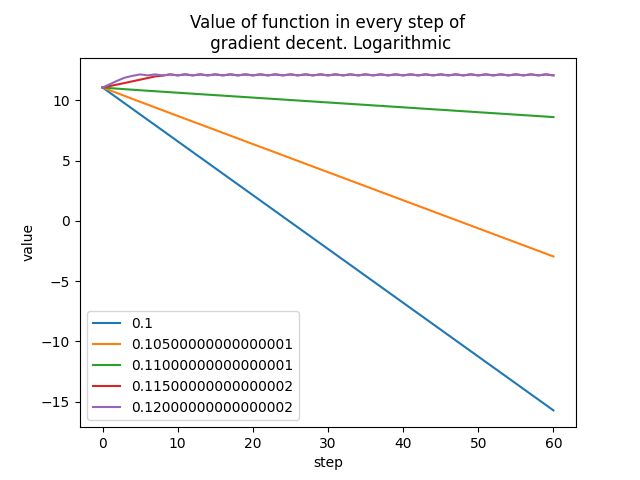 Value of function in every step of
gradient decent. Logarithmic
value
10
5
0
−5
−10
−15
0.1
0.10500000000000001
0.11000000000000001
0.11500000000000002
0.12000000000000002
0 10 20 30 40 50 60
step